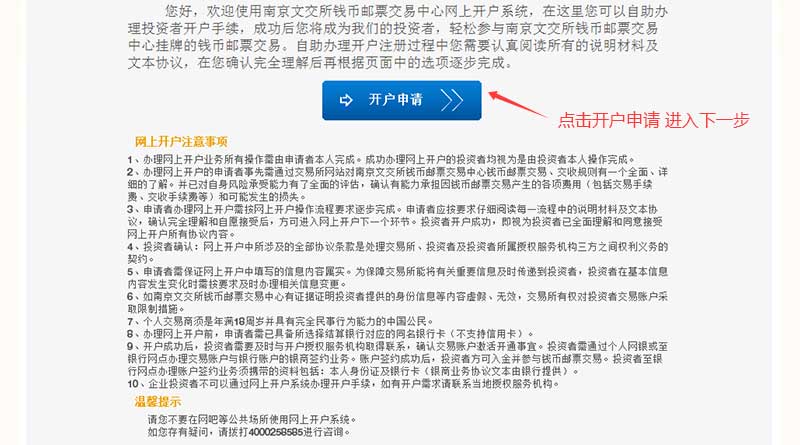 您好，欢迎使用南京文交所钱币邮票交易中心网上开户系统，在这里您可以自助办
理投资者开户手续，成功后您将成为我们的投资者，轻松参与南京文交所钱币邮票交易
中心挂牌的钱币邮票交易。自助办理开户注册过程中您需要认真阅读所有的说明材料及
文本协议，在您确认完全理解后再根据页面中的选项逐步完成。
开户申请
点击开户申请 进入下一步
网上开户注意事项
1、办理网上开户业务所有操作需由申请者本人完成。成功办理网上开户的投资者均视为是由投资者本人操作完成。
2、办理网上开户的申请者事先需通过交易所网站对南京文交所钱币邮票交易中心钱币邮票交易、交收规则有一个全面、详
细的了解。并已对自身风险承受能力有了全面的评估，确认有能力承担因钱币邮票交易产生的各项费用（包括交易手续
费、交收手续费等）和可能发生的损失。
3、申请者办理网上开户需按网上开户操作流程要求逐步完成。申请者应按要求仔细阅读每一流程中的说明材料及文本协
议，确认完全理解和自愿接受后，方可进入网上开户下一个环节。投资者开户成功，即视为投资者已全面理解和同意接受
网上开户所有协议内容。
4、投资者确认：网上开户中所涉及的全部协议条款是处理交易所、投资者及投资者所属授权服务机构三方之间权利义务的
契约。
5、申请者需保证网上开户中填写的信息内容属实。为保障交易所能将有关重要信息及时传递到投资者，投资者在基本信息
内容发生变化时需按要求及时办理相关信息变更。
6、如南京文交所钱币邮票交易中心有证据证明投资者提供的身份信息等内容虚假、无效，交易所有权对投资者交易账户采
取限制措施。
7、个人交易商须是年满18周岁并具有完全民事行为能力的中国公民。
8、办理网上开户前，申请者需已具备所选择结算银行对应的同名银行卡（不支持信用卡）。
9、开户成功后，投资者需要及时与开户授权服务机构取得联系，确认交易账户激活开通事宜。投资者需通过个人网银或至
银行网点办理交易账户与银行账户的银商签约业务。账户签约成功后，投资者方可入金并参与钱币邮票交易。投资者至银
行网点办理账户签约业务须携带的资料包括：本人身份证及银行卡（银商业务协议文本由银行提供）。
10、企业投资者不可以通过网上开户系统办理开户手续，如有开户需求请联系当地授权服务机构。
温馨提示
请您不要在网吧等公共场所使用网上开户系统。
如您存有疑问，请拨打4000258585进行咨询。